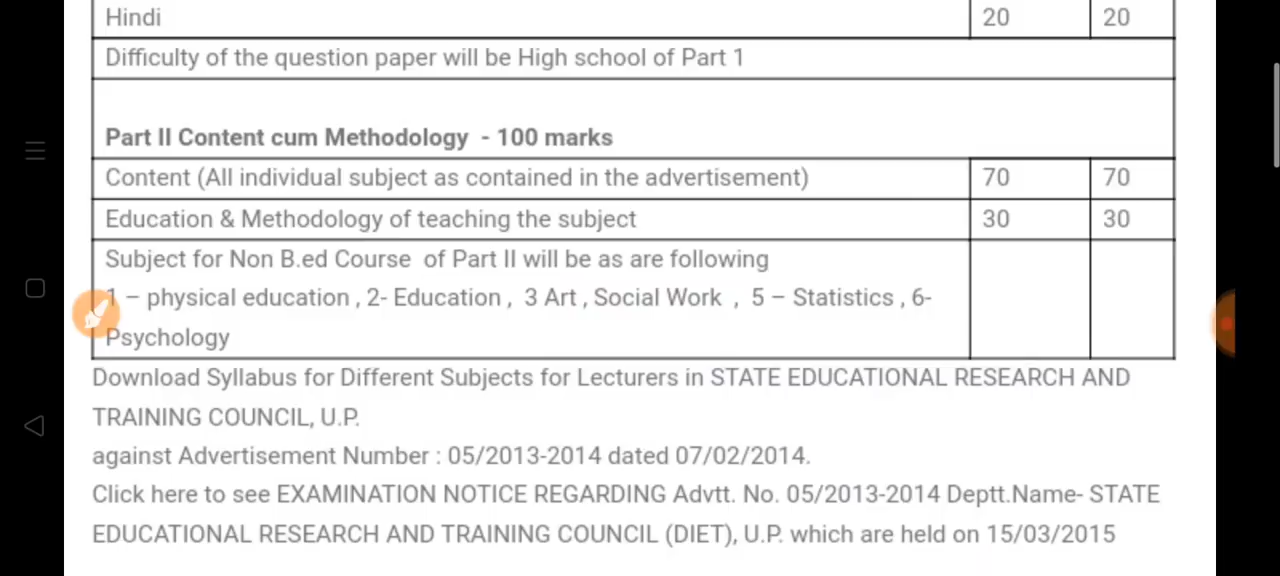 Hindi 20 20
Difficulty of the question paper will be High school of Part 1
Part II Content cum Methodology - 100 marks
Content (All individual subject as contained in the advertisement) 70 70
Education & Methodology of teaching the subject 30 30
Subject for Non B.ed Course of Part II will be as are following
1 – physical education , 2- Education , 3 Art , Social Work , 5 – Statistics , 6-
Psychology
Download Syllabus for Different Subjects for Lecturers in STATE EDUCATIONAL RESEARCH AND
TRAINING COUNCIL, U.P.
against Advertisement Number : 05/2013-2014 dated 07/02/2014.
Click here to see EXAMINATION NOTICE REGARDING Advtt. No. 05/2013-2014 Deptt.Name- STATE
EDUCATIONAL RESEARCH AND TRAINING COUNCIL (DIET), U.P. which are held on 15/03/2015